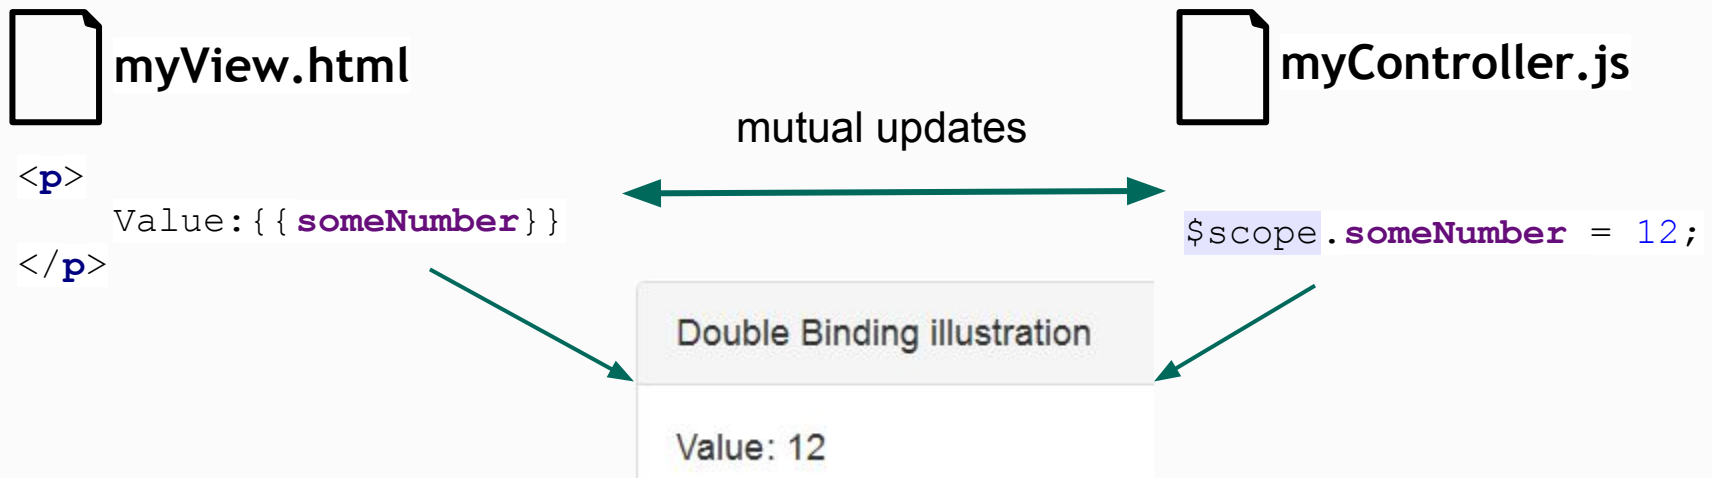 myView.html
<p>
Value:{{someNumber}}
</p>
mutual updates
myController.js
$scope.someNumber = 12;
Double Binding illustration
Value: 12